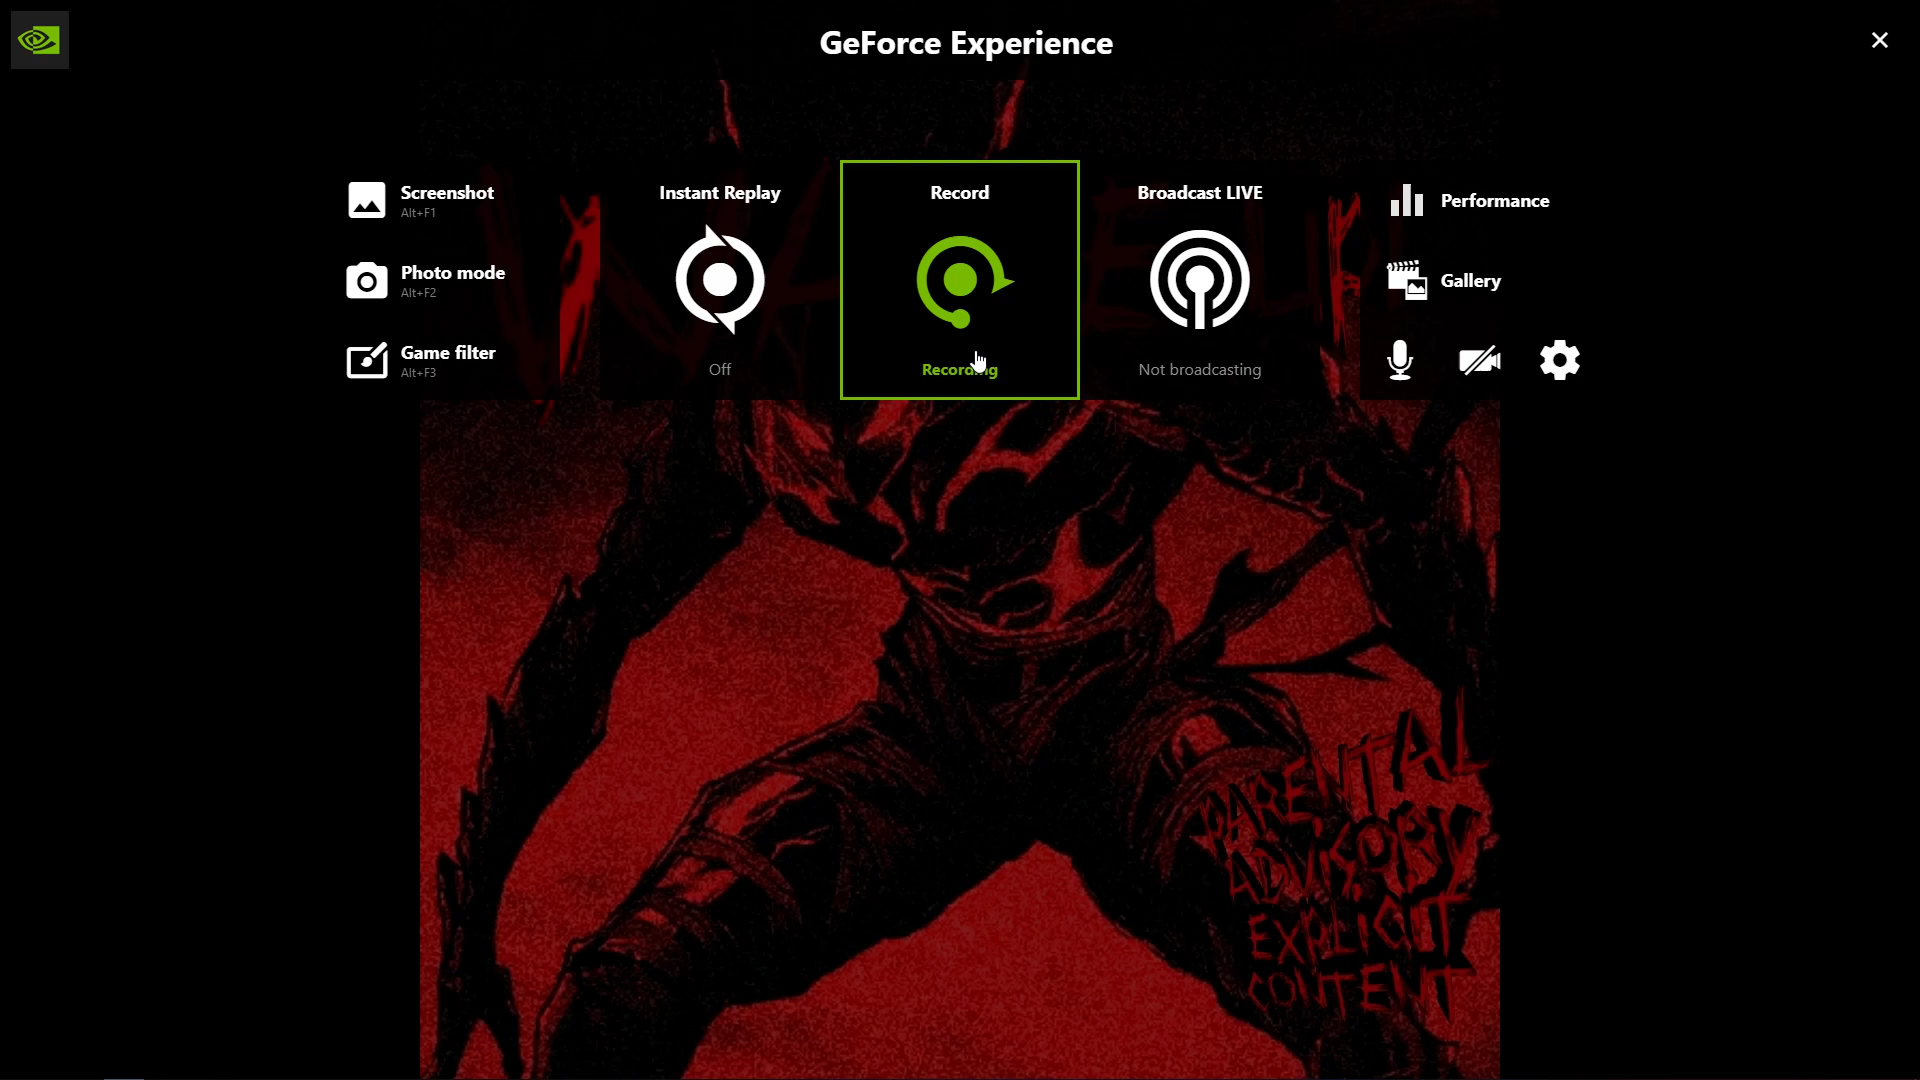 GeForce Experience
Screenshot
Alt+F1
Photo mode
Alt+F2
Game filter
Alt+F3
Instant Replay
Off
Record
Recording
Broadcast LIVE
Not broadcasting
Performance
Gallery
PARENTAL
ADVISORY
EXPLICIT
CONTENT